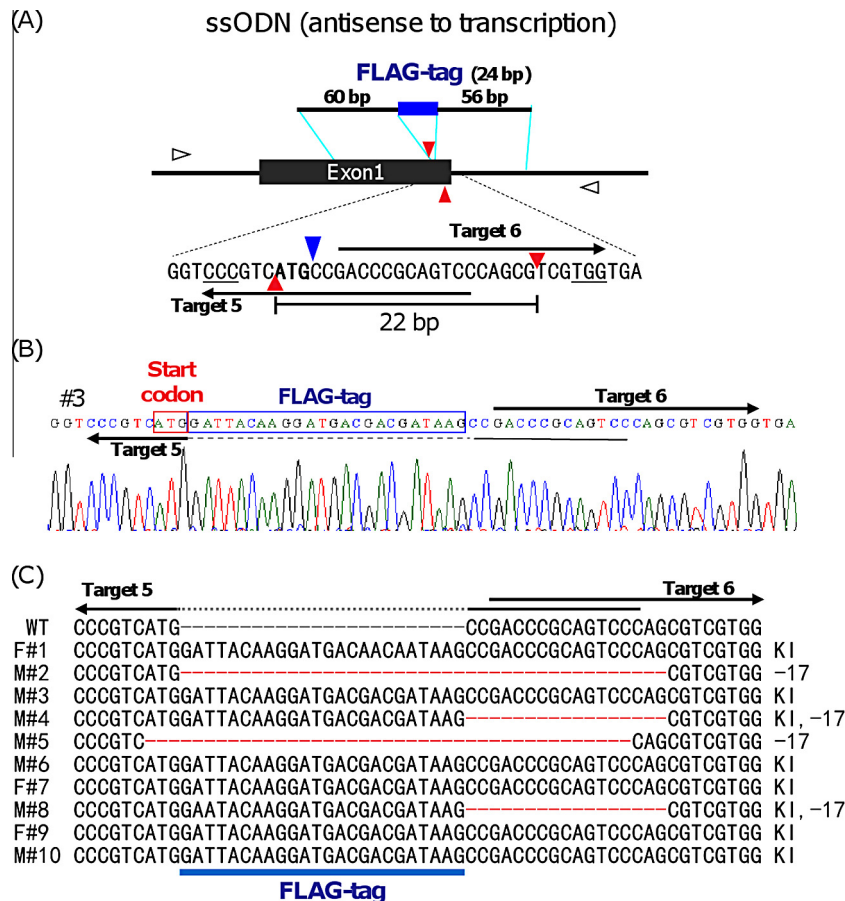 (A)
ssODN (antisense to transcription)
FLAG-tag (24 bp)
60 bp 56 bp
Exon1
Target 6
GGTCCCGTCATGCCGACCCGCAGTCCCAGCGTCGTGGTGA
Target 5
22 bp
(B)
#3
Start codon
FLAG-tag
Target 6
GGTCCCGTCATGGATTACAAGGATGACGACGATAAGCCGACCCGCAGTCCCAGCGTCGTGGTGA
Target 5
(C)
Target 5 Target 6
WT CCCGTCATG------------------------CCGACCCGCAGTCCCAGCGTCGTGG
F#1 CCCGTCATGGATTACAAGGATGACAACAATAAGCCGACCCGCAGTCCCAGCGTCGTGG KI
M#2 CCCGTCATG-----------------------------------------CGTCGTGG -17
M#3 CCCGTCATGGATTACAAGGATGACGACGATAAGCCGACCCGCAGTCCCAGCGTCGTGG KI
M#4 CCCGTCATGGATTACAAGGATGACGACGATAAG-----------------CGTCGTGG KI,-17
M#5 CCCGTC-----------------------------------------CAGCGTCGTGG -17
M#6 CCCGTCATGGATTACAAGGATGACGACGATAAGCCGACCCGCAGTCCCAGCGTCGTGG KI
F#7 CCCGTCATGGATTACAAGGATGACGACGATAAGCCGACCCGCAGTCCCAGCGTCGTGG KI
M#8 CCCGTCATGGAATACAAGGATGACGACGATAAG-----------------CGTCGTGG KI,-17
F#9 CCCGTCATGGATTACAAGGATGACGACGATAAGCCGACCCGCAGTCCCAGCGTCGTGG KI
M#10 CCCGTCATGGATTACAAGGATGACGACGATAAGCCGACCCGCAGTCCCAGCGTCGTGG KI
FLAG-tag